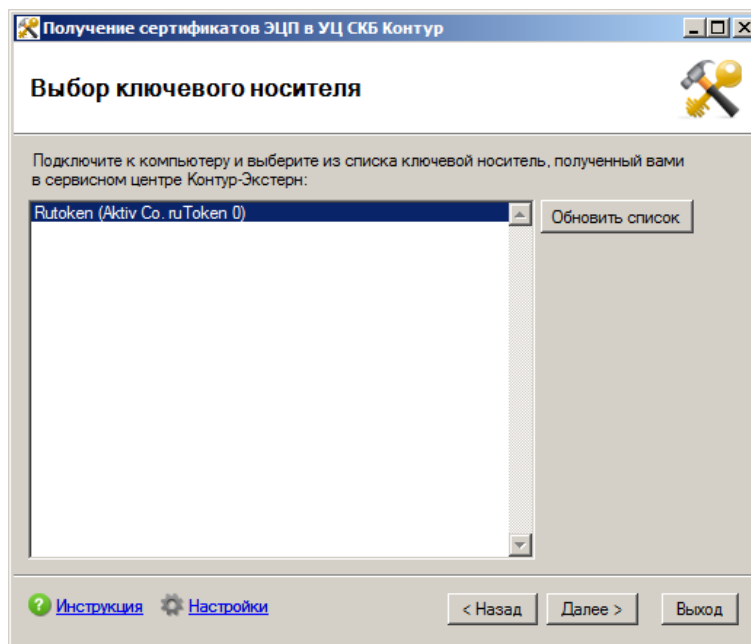 Получение сертификатов ЭЦП в УЦ СКБ Контур
Выбор ключевого носителя
Подключите к компьютеру и выберите из списка ключевой носитель, полученный вами
в сервисном центре Контур-Экстерн:
Rutoken (Aktiv Co. ruToken 0)
Обновить список
Инструкция Настройки < Назад Далее > Выход